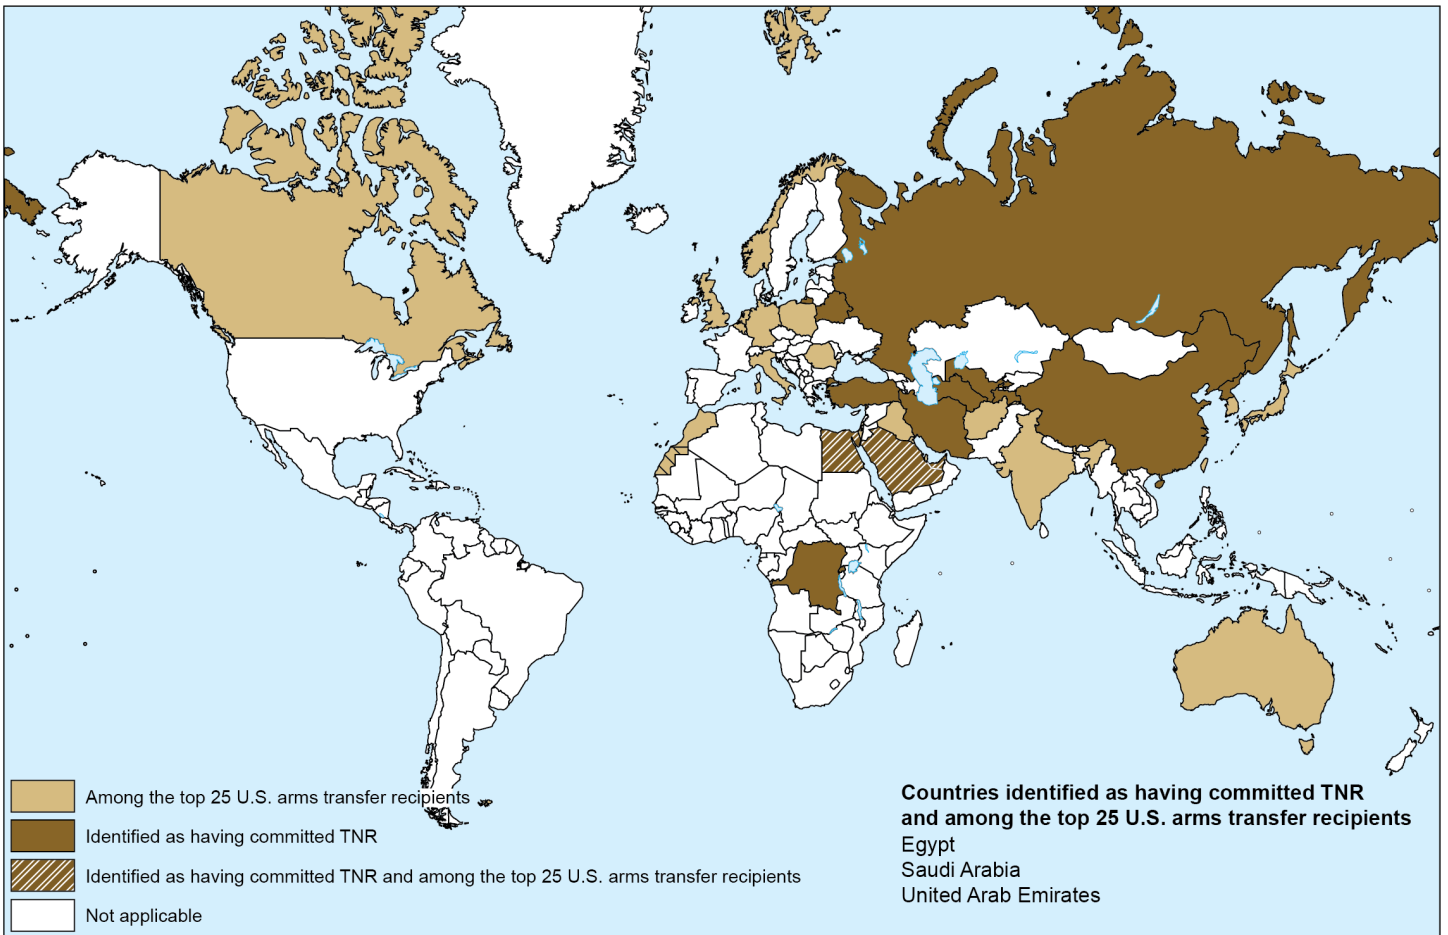 Among the top 25 U.S. arms transfer recipients
Identified as having committed TNR
Identified as having committed TNR and among the top 25 U.S. arms transfer recipients
Not applicable
Countries identified as having committed TNR
and among the top 25 U.S. arms transfer recipients
Egypt
Saudi Arabia
United Arab Emirates